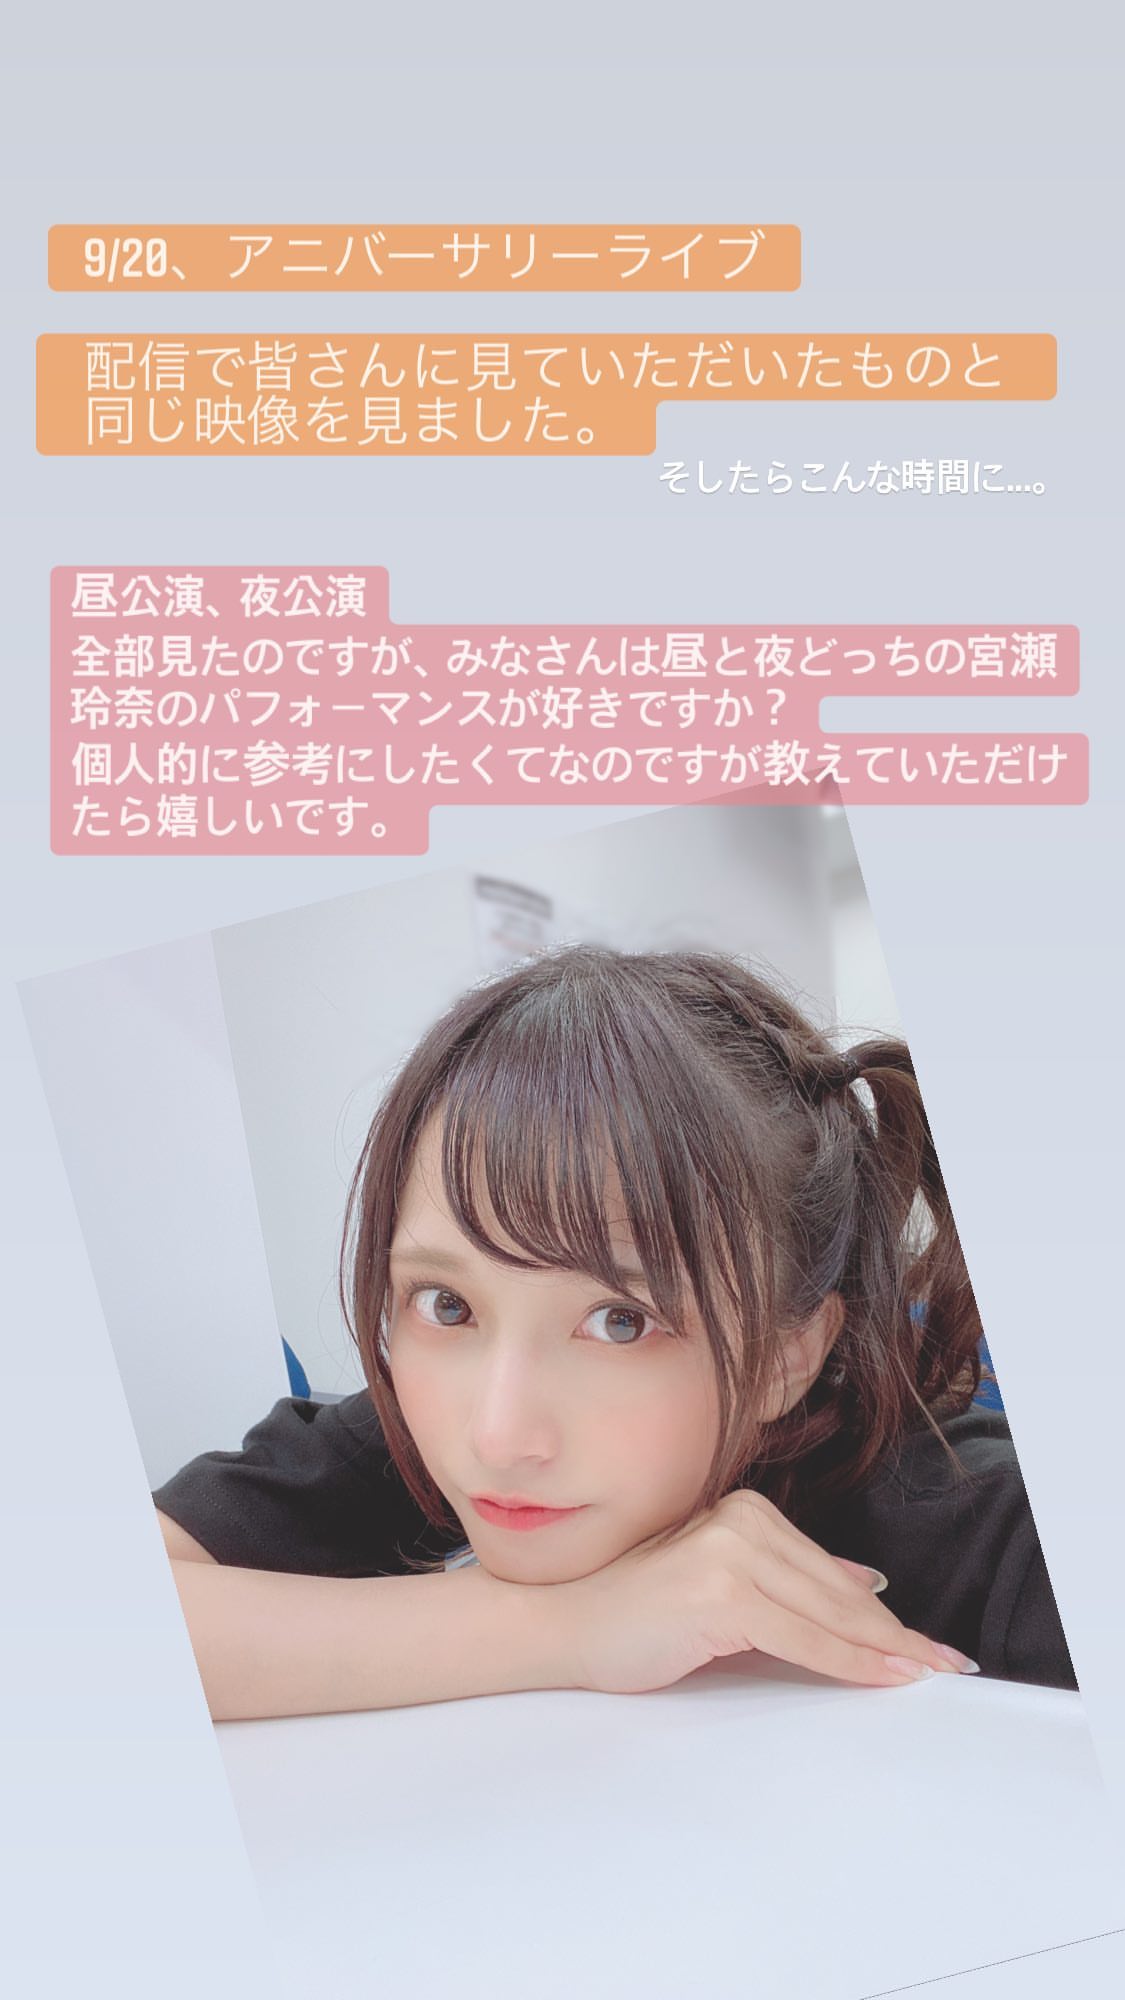 9/20、アニバーサリーライブ
配信で皆さんに見ていただいたものと
同じ映像を見ました。
そしたらこんな時間に...。
昼公演、夜公演
全部見たのですが、みなさんは昼と夜どっちの宮瀬
玲奈のパフォーマンスが好きですか？
個人的に参考にしたくてなのですが教えていただけ
たら嬉しいです。